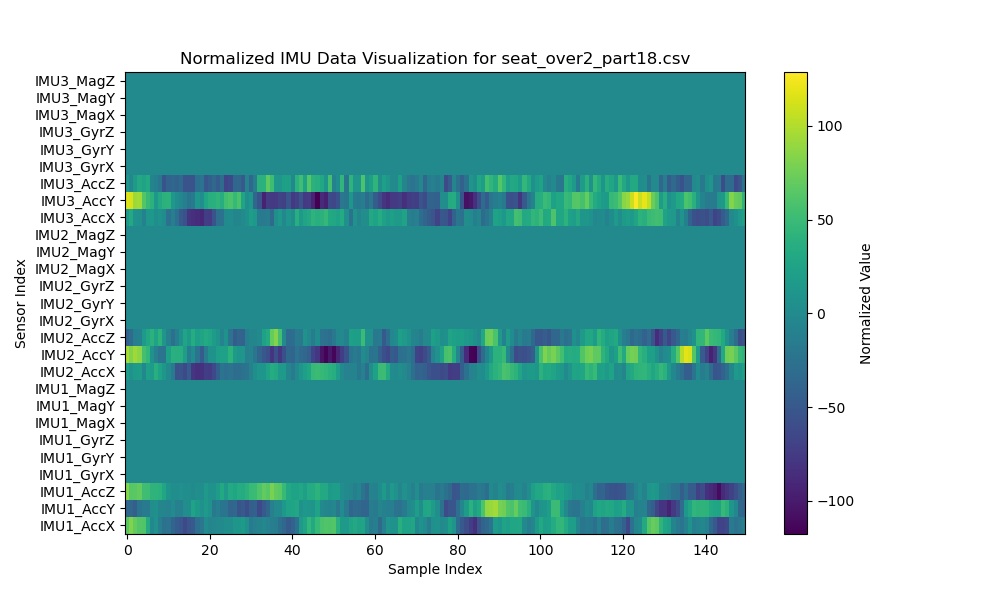 Normalized IMU Data Visualization for seat_over2_part18.csv
IMU3_MagZ
IMU3_MagY
IMU3_MagX
IMU3_GyrZ
IMU3_GyrY
IMU3_GyrX
IMU3_AccZ
IMU3_AccY
IMU3_AccX
IMU2_MagZ
IMU2_MagY
IMU2_MagX
IMU2_GyrZ
IMU2_GyrY
IMU2_GyrX
IMU2_AccZ
IMU2_AccY
IMU2_AccX
IMU1_MagZ
IMU1_MagY
IMU1_MagX
IMU1_GyrZ
IMU1_GyrY
IMU1_GyrX
IMU1_AccZ
IMU1_AccY
IMU1_AccX
Sensor Index
0 20 40 60 80 100 120 140
Sample Index
100
50
0
−50
−100
Normalized Value